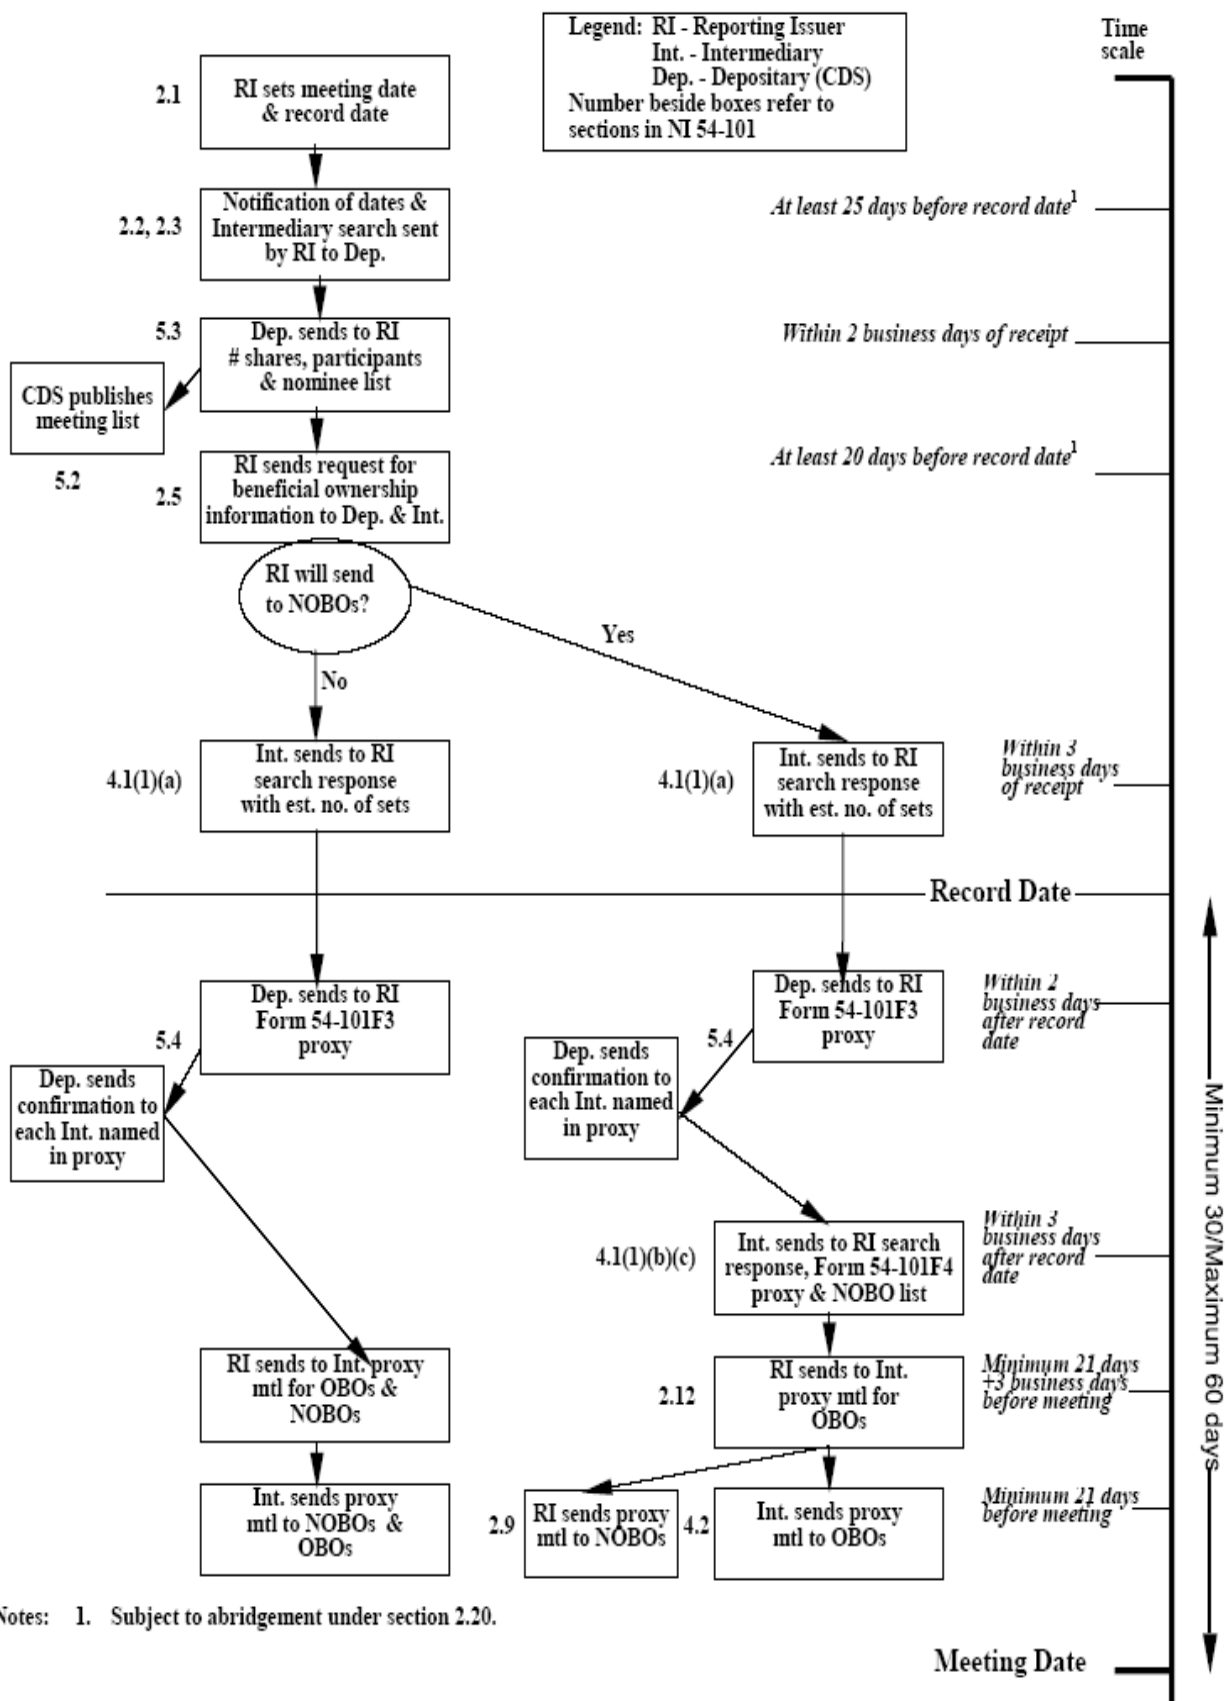 Legend: RI - Reporting Issuer
Int. - Intermediary
Dep. - Depositary (CDS)
Number beside boxes refer to
sections in NI 54-101
Time
scale
2.1
RI sets meeting date
& record date
2.2, 2.3
Notification of dates &
Intermediary search sent
by RI to Dep.
At least 25 days before record date1
5.3
Dep. sends to RI
# shares, participants
& nominee list
Within 2 business days of receipt
CDS publishes
meeting list
5.2
2.5
RI sends request for
beneficial ownership
information to Dep. & Int.
At least 20 days before record date1
RI will send
to NOBOs?
Yes
No
4.1(1)(a)
Int. sends to RI
search response
with est. no. of sets
4.1(1)(a)
Int. sends to RI
search response
with est. no. of sets
Within 3
business days
of receipt
Record Date
Dep. sends to RI
Form 54-101F3
proxy
5.4
Dep. sends
confirmation to
each Int. named
in proxy
Dep. sends to RI
Form 54-101F3
proxy
5.4
Dep. sends
confirmation to
each Int. named
in proxy
Within 2
business days
after record
date
Minimum 30/Maximum 60 days
4.1(1)(b)(c)
Int. sends to RI search
response, Form 54-101F4
proxy & NOBO list
Within 3
business days
after record
date
RI sends to Int. proxy
mtl for OBOs &
NOBOs
2.12
RI sends to Int.
proxy mtl for
OBOs
Minimum 21 days
+3 business days
before meeting
Int. sends proxy
mtl to NOBOs &
OBOs
2.9
RI sends proxy
mtl to NOBOs
4.2
Int. sends proxy
mtl to OBOs
Minimum 21 days
before meeting
Notes: 1. Subject to abridgement under section 2.20.
Meeting Date